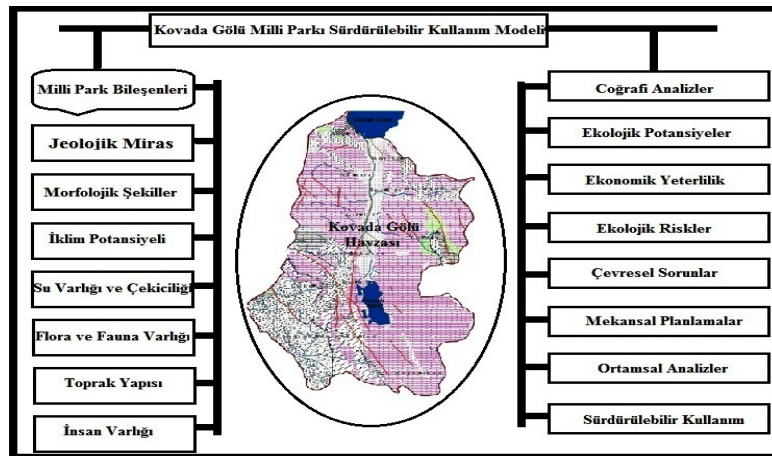 Kovada Gölü Milli Parkı Sürdürülebilir Kullanım Modeli
Milli Park Bileşenleri
Jeolojik Miras
Morfolojik Şekiller
İklim Potansiyeli
Su Varlığı ve Çekiciliği
Flora ve Fauna Varlığı
Toprak Yapısı
İnsan Varlığı
Kovada Gölü
Havzası
Coğrafi Analizler
Ekolojik Potansiyeler
Ekonomik Yeterlilik
Ekolojik Riskler
Çevresel Sorunlar
Mekansal Planlamalar
Ortamsal Analizler
Sürdürülebilir Kullanım